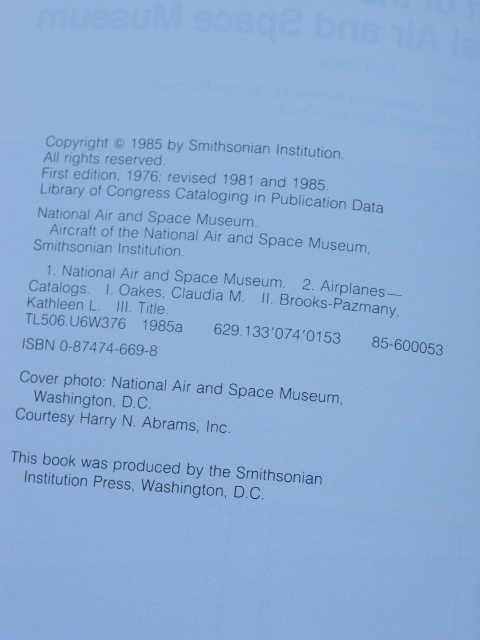 Copyright © 1985 by Smithsonian Institution.
All rights reserved.
First edition, 1976; revised 1981 and 1985.
Library of Congress Cataloging in Publication Data
National Air and Space Museum.
Aircraft of the National Air and Space Museum,
Smithsonian Institution.
1. National Air and Space Museum. 2. Airplanes—
Catalogs. I. Oakes, Claudia M. II. Brooks-Pazmany,
Kathleen L. III. Title.
TL506.U6W376 1985a 629.133'074'0153 85-600053
ISBN 0-87474-669-8
Cover photo: National Air and Space Museum,
Washington, D.C.
Courtesy Harry N. Abrams, Inc.
This book was produced by the Smithsonian
Institution Press, Washington, D.C.